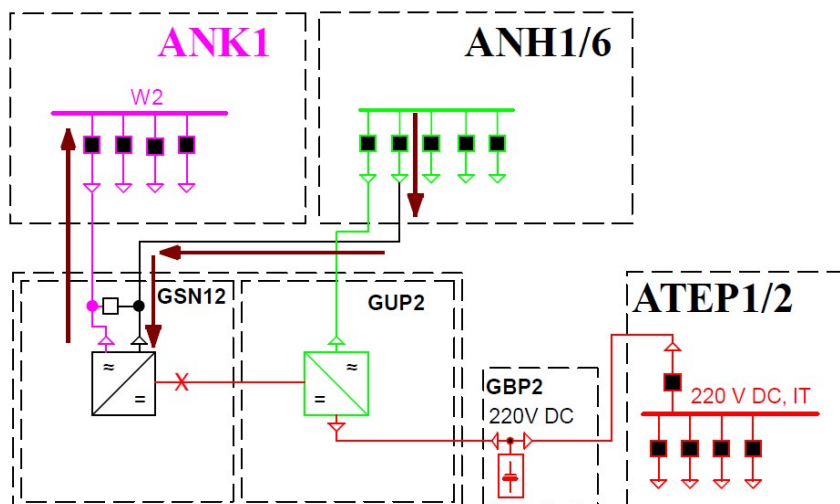 ANK1
ANH1/6
W2
GSN12
GUP2
ATEP1/2
GBP2
220V DC
220 V DC, IT
≈
=
≈
=